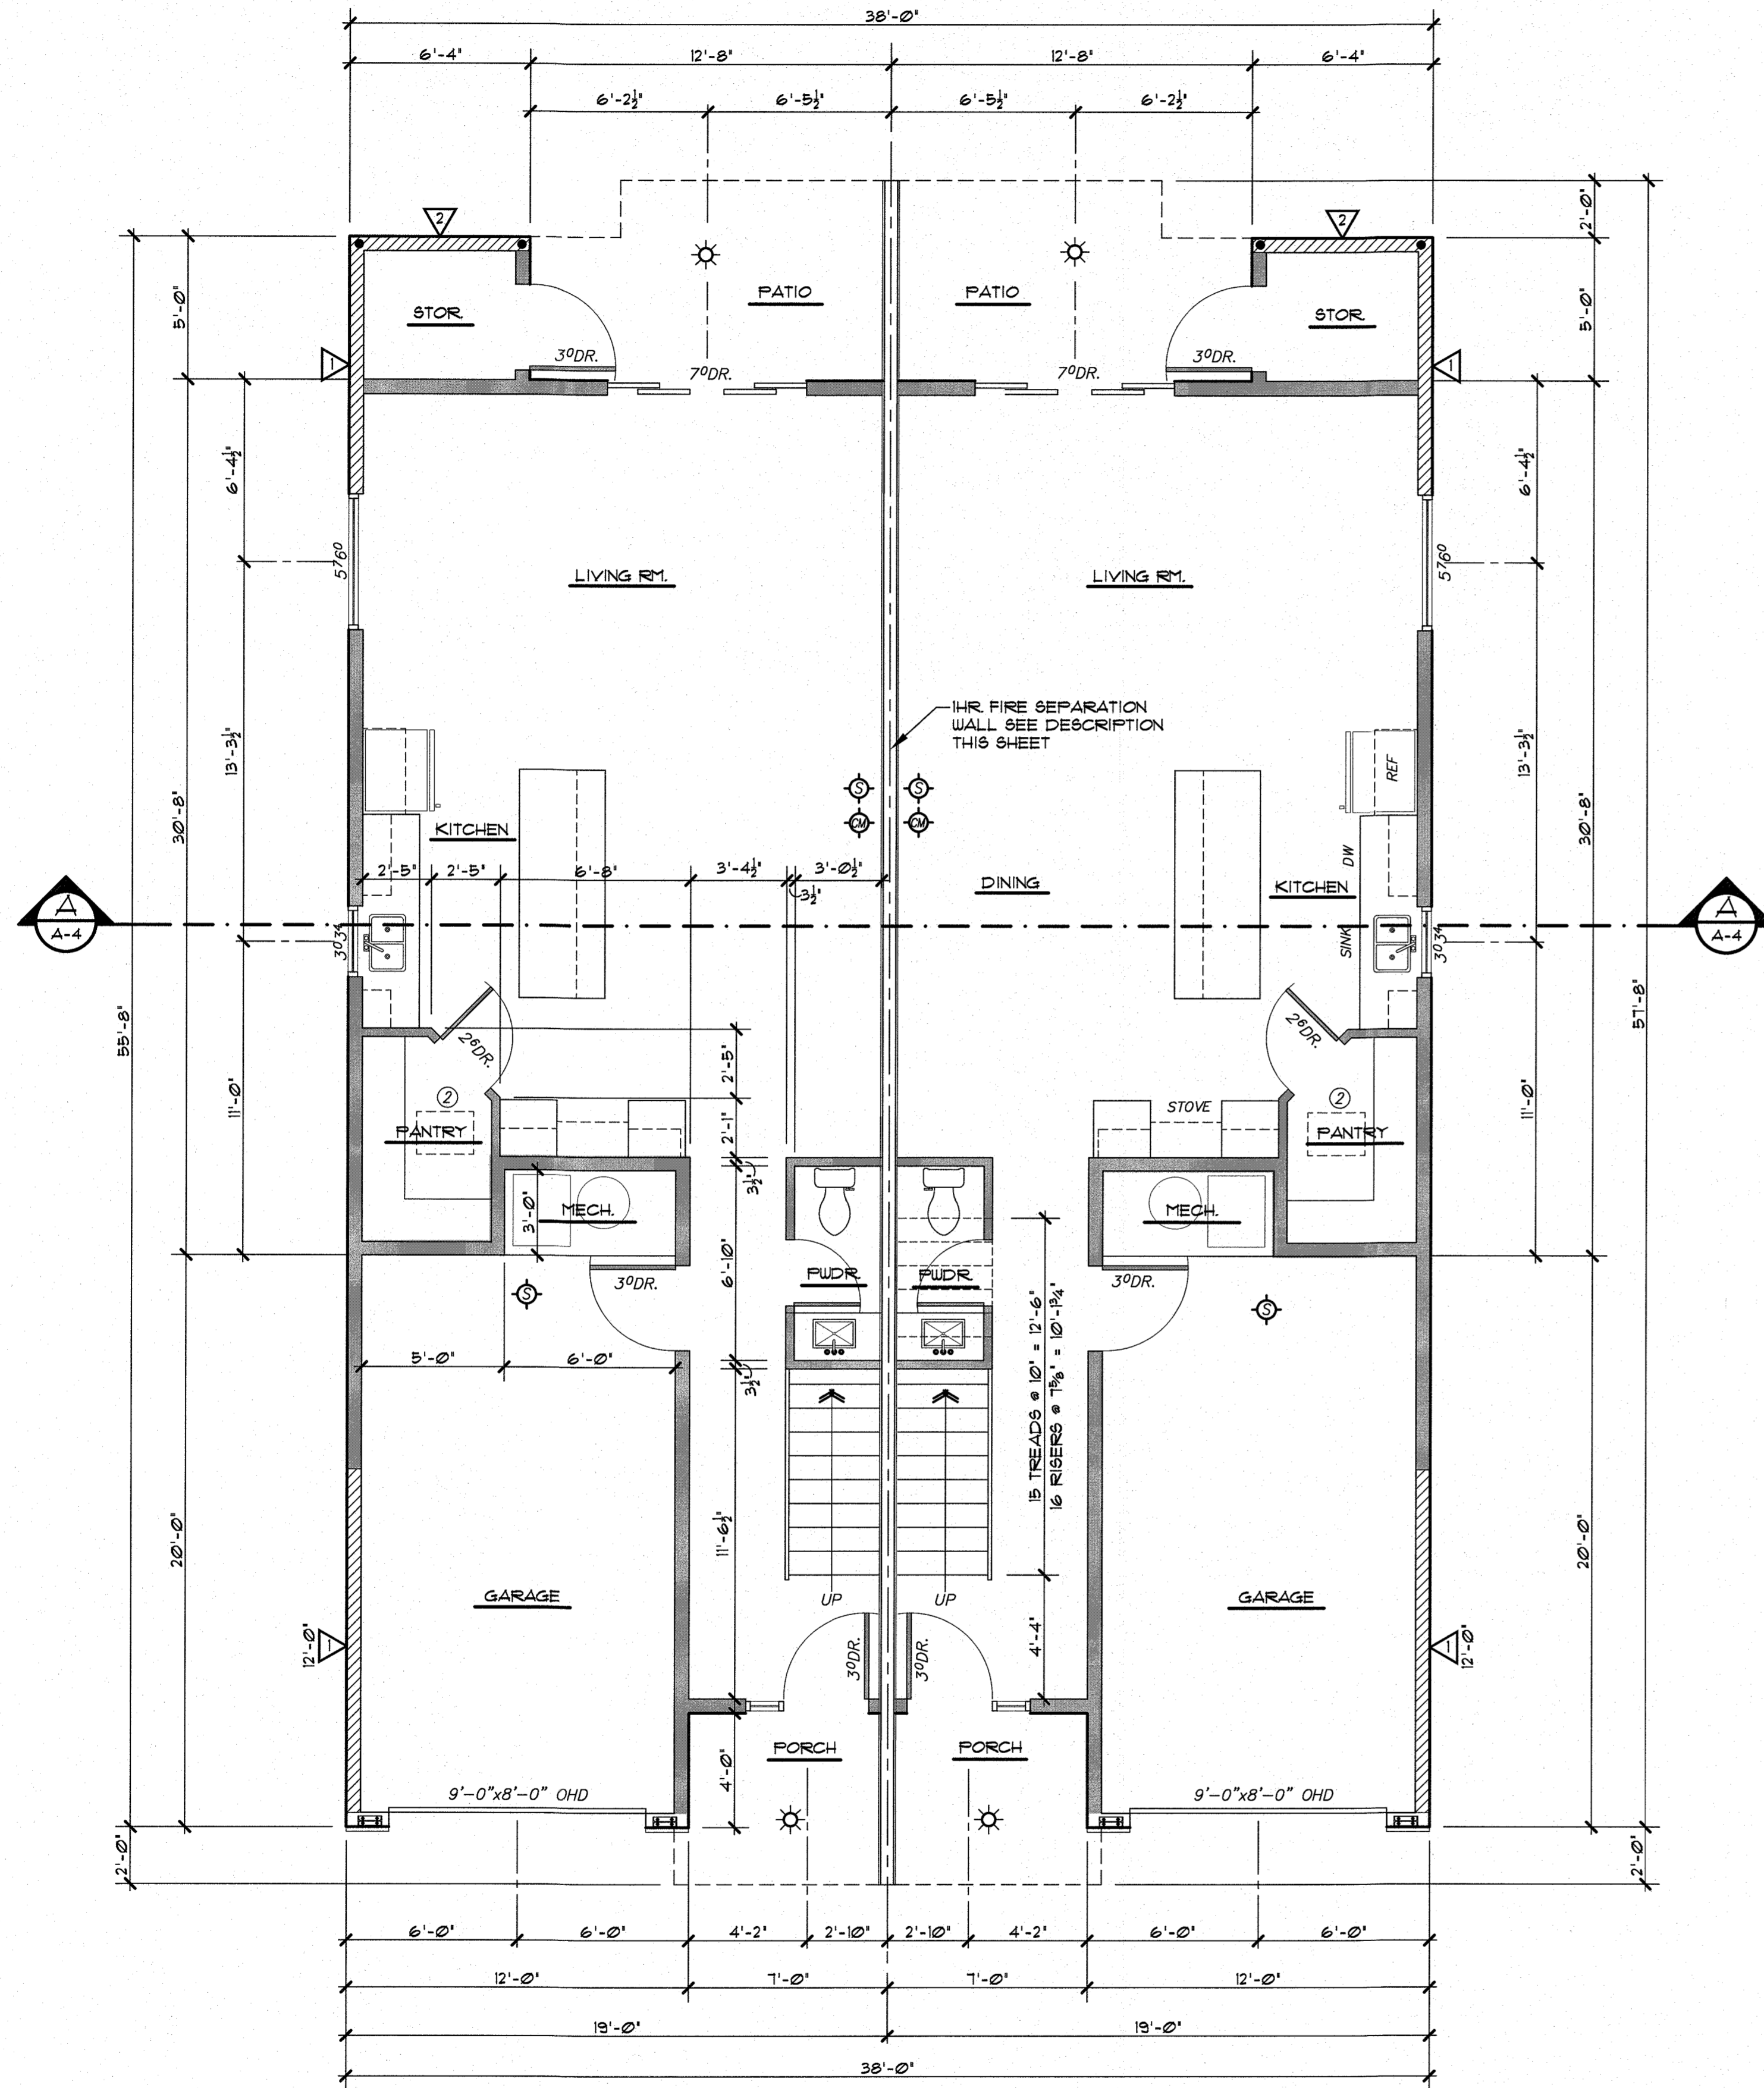 38'-0"
6'-4"
12'-8"
12'-8"
6'-4"
6'-2½"
6'-5½"
6'-5½"
6'-2½"
2'-0"
2
2
5'-0"
5'-0"
STOR.
PATIO
PATIO
STOR.
1
3⁰DR.
7⁰DR.
7⁰DR.
3⁰DR.
1
6'-4½"
6'-4½"
5⁷6⁰
LIVING RM.
LIVING RM.
5⁷6⁰
1HR. FIRE SEPARATION
WALL SEE DESCRIPTION
THIS SHEET
13'-3½"
13'-3½"
REF
S
S
30'-8"
30'-8"
KITCHEN
CM
CM
2'-5"
2'-5"
6'-8"
3'-4½"
3½"
3'-0½"
DINING
DW
KITCHEN
A
A-4
3⁰3⁴
SINK
3⁰3⁴
A
A-4
55'-8"
57'-8"
2⁶DR.
2⁶DR.
2'-5"
11'-0"
11'-0"
2
STOVE
2
PANTRY
2'-1"
PANTRY
3½"
3'-0"
MECH.
MECH.
6'-10"
3⁰DR.
PWDR.
PWDR.
3⁰DR.
S
S
5'-0"
6'-0"
3½"
15 TREADS @ 10" = 12'-6"
16 RISERS @ 7⅝" = 10'-1¾"
11'-6½"
20'-0"
20'-0"
GARAGE
UP
UP
GARAGE
12'-0"
1
3⁰DR.
3⁰DR.
4'-4"
1
12'-0"
PORCH
PORCH
4'-0"
9'-0"x8'-0" OHD
9'-0"x8'-0" OHD
2'-0"
2'-0"
6'-0"
6'-0"
4'-2"
2'-10"
2'-10"
4'-2"
6'-0"
6'-0"
12'-0"
7'-0"
7'-0"
12'-0"
19'-0"
19'-0"
38'-0"